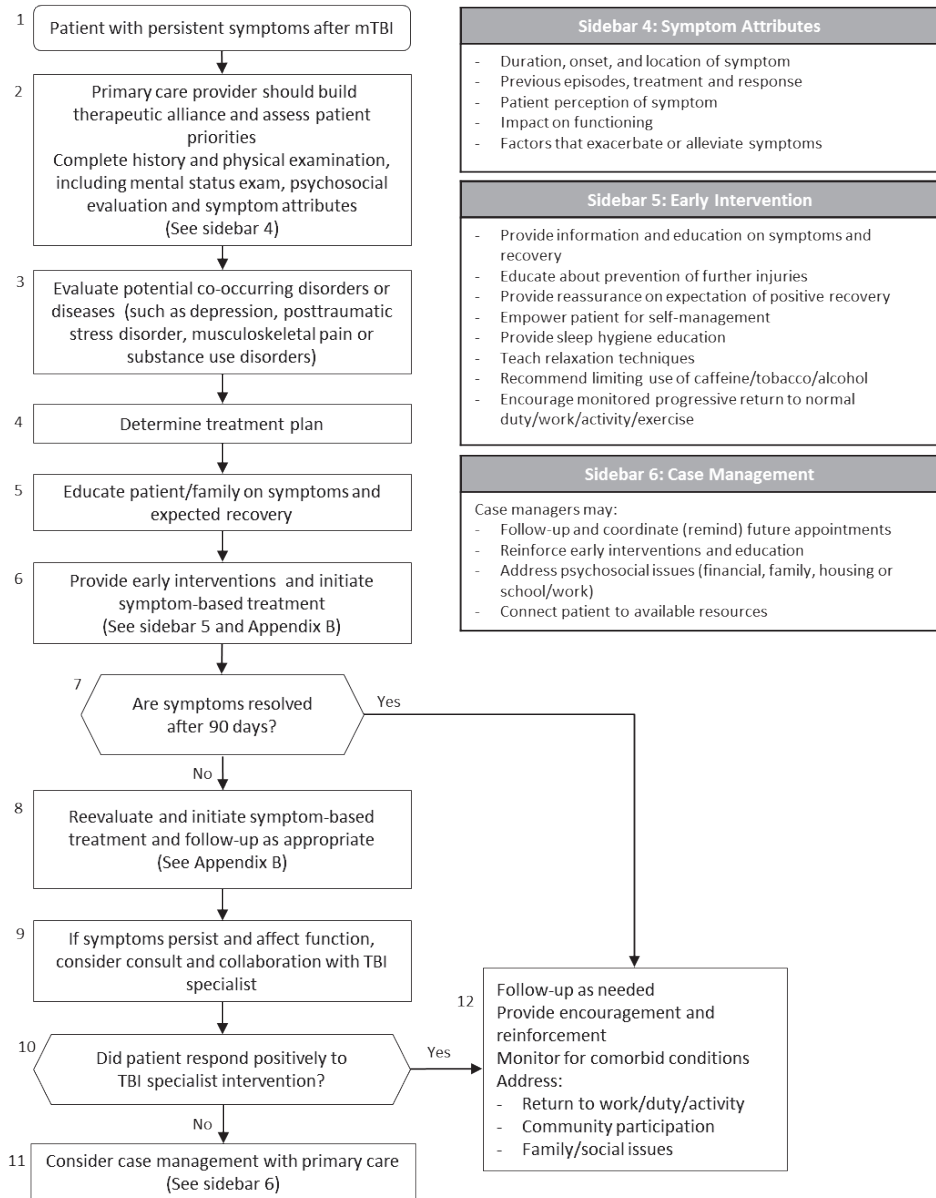 1
Patient with persistent symptoms after mTBI
2
Primary care provider should build
therapeutic alliance and assess patient
priorities
Complete history and physical examination,
including mental status exam, psychosocial
evaluation and symptom attributes
(See sidebar 4)
3
Evaluate potential co-occurring disorders or
diseases (such as depression, posttraumatic
stress disorder, musculoskeletal pain or
substance use disorders)
4
Determine treatment plan
5
Educate patient/family on symptoms and
expected recovery
6
Provide early interventions and initiate
symptom-based treatment
(See sidebar 5 and Appendix B)
7
Are symptoms resolved
after 90 days?
Yes
No
8
Reevaluate and initiate symptom-based
treatment and follow-up as appropriate
(See Appendix B)
9
If symptoms persist and affect function,
consider consult and collaboration with TBI
specialist
10
Did patient respond positively to
TBI specialist intervention?
Yes
No
11
Consider case management with primary care
(See sidebar 6)
12
Follow-up as needed
Provide encouragement and
reinforcement
Monitor for comorbid conditions
Address:
- Return to work/duty/activity
- Community participation
- Family/social issues
Sidebar 4: Symptom Attributes
- Duration, onset, and location of symptom
- Previous episodes, treatment and response
- Patient perception of symptom
- Impact on functioning
- Factors that exacerbate or alleviate symptoms
Sidebar 5: Early Intervention
- Provide information and education on symptoms and
recovery
- Educate about prevention of further injuries
- Provide reassurance on expectation of positive recovery
- Empower patient for self-management
- Provide sleep hygiene education
- Teach relaxation techniques
- Recommend limiting use of caffeine/tobacco/alcohol
- Encourage monitored progressive return to normal
duty/work/activity/exercise
Sidebar 6: Case Management
Case managers may:
- Follow-up and coordinate (remind) future appointments
- Reinforce early interventions and education
- Address psychosocial issues (financial, family, housing or
school/work)
- Connect patient to available resources